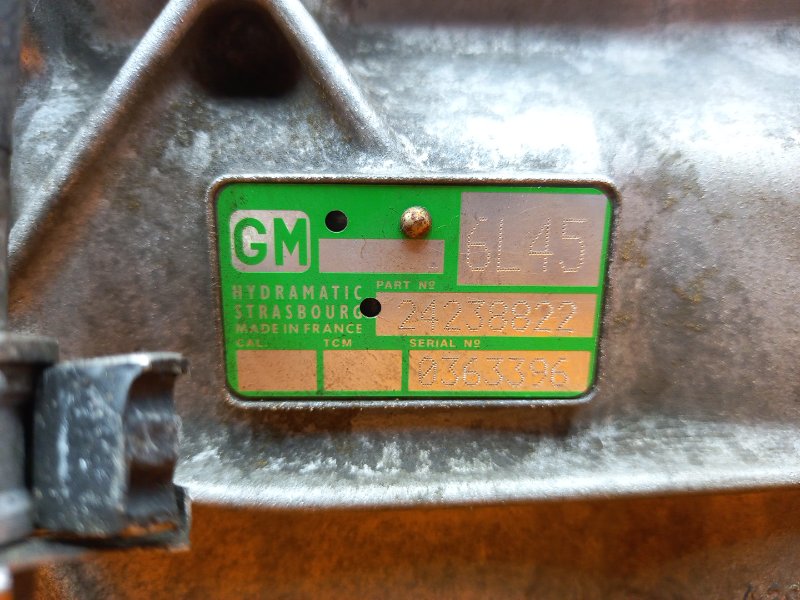 GM
6L45
HYDRAMATIC
STRASBOURG
MADE IN FRANCE
PART Nº
24238822
CAL.
TCM
SERIAL Nº
0363396